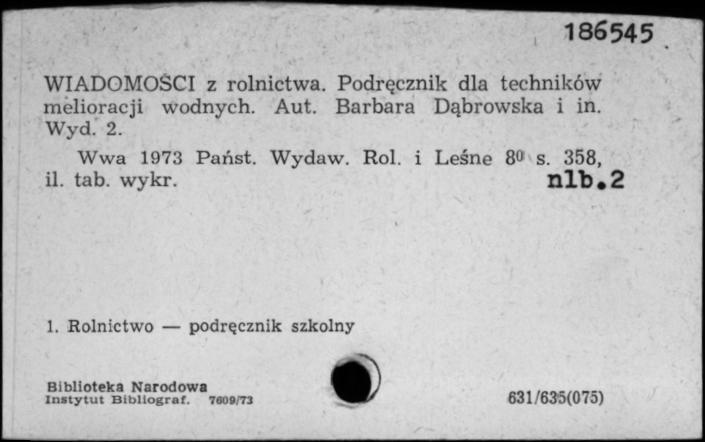 186545
WIADOMOŚCI z rolnictwa. Podręcznik dla techników
melioracji wodnych. Aut. Barbara Dąbrowska i in.
Wyd. 2.
Wwa 1973 Państ. Wydaw. Rol. i Leśne 8⁰ s. 358,
il. tab. wykr. nlb.2
1. Rolnictwo — podręcznik szkolny
Biblioteka Narodowa
Instytut Bibliograf. 7609/73
631/635(075)